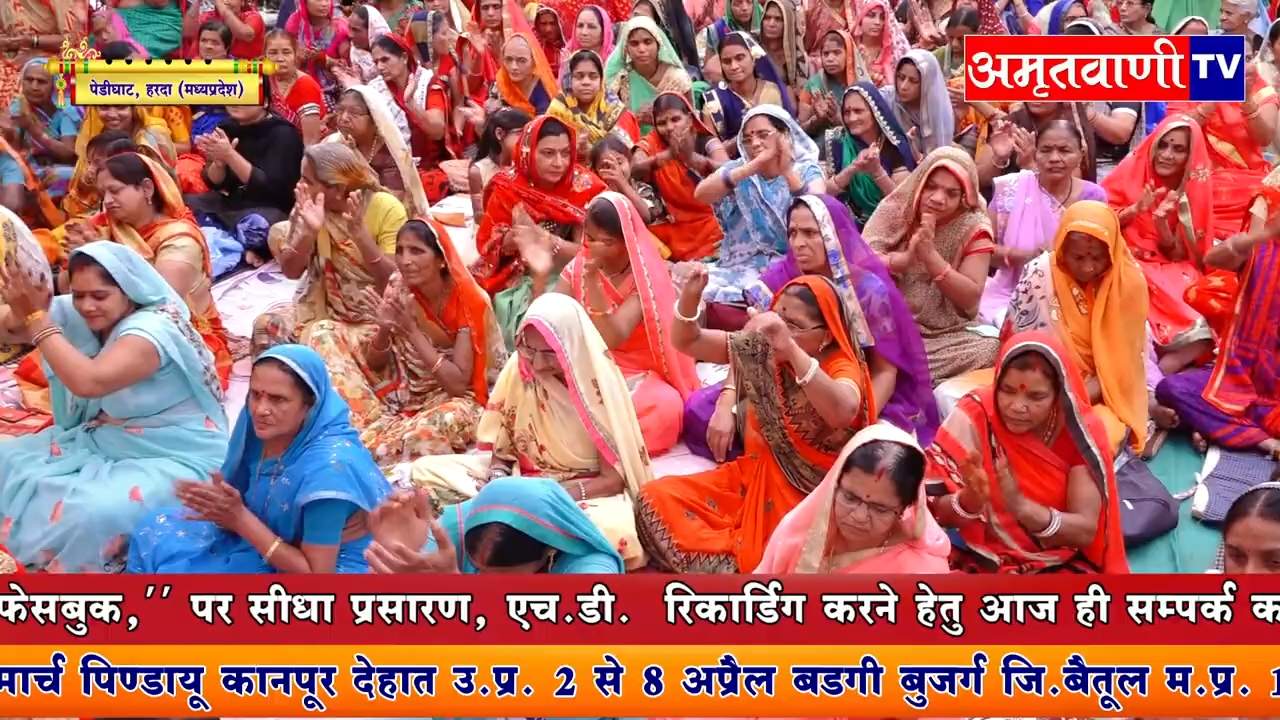 पेडीघाट, हरदा (मध्यप्रदेश)
अमृतवाणी TV
फेसबुक,'' पर सीधा प्रसारण, एच.डी. रिकार्डिग करने हेतु आज ही सम्पर्क क
मार्च पिण्डायू कानपूर देहात उ.प्र. 2 से 8 अप्रैल बडगी बुजर्ग जि.बैतूल म.प्र. 1